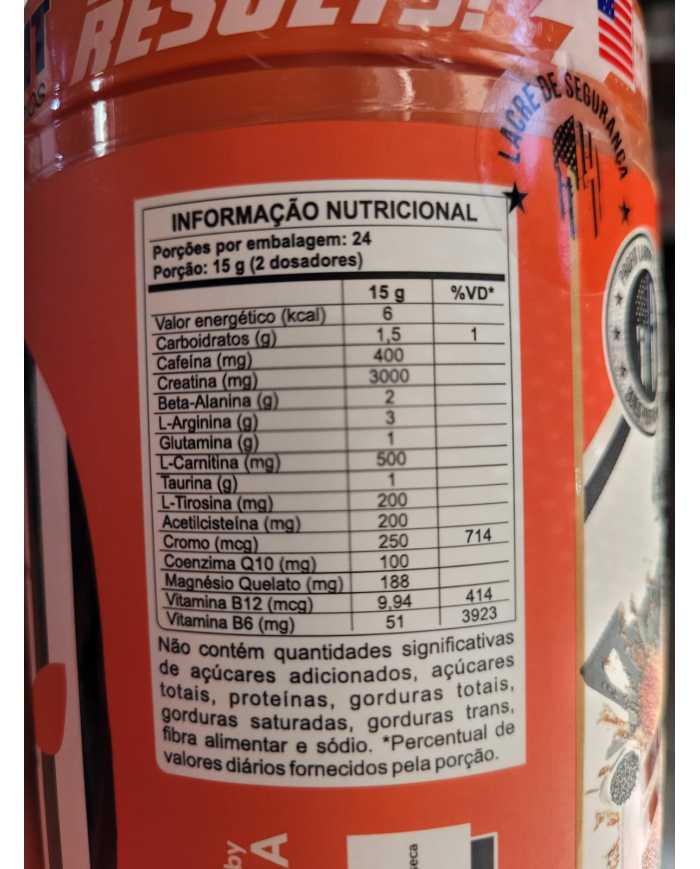 RESULTS!
LACRE DE SEGURANÇA
INFORMAÇÃO NUTRICIONAL
Porções por embalagem: 24
Porção: 15 g (2 dosadores)
15 g %VD*
Valor energético (kcal) 6
Carboidratos (g) 1,5 1
Cafeína (mg) 400
Creatina (mg) 3000
Beta-Alanina (g) 2
L-Arginina (g) 3
Glutamina (g) 1
L-Carnitina (mg) 500
Taurina (g) 1
L-Tirosina (mg) 200
Acetilcisteína (mg) 200
Cromo (mcg) 250 714
Coenzima Q10 (mg) 100
Magnésio Quelato (mg) 188
Vitamina B12 (mcg) 9,94 414
Vitamina B6 (mg) 51 3923
Não contém quantidades significativas
de açúcares adicionados, açúcares
totais, proteínas, gorduras totais,
gorduras saturadas, gorduras trans,
fibra alimentar e sódio. *Percentual de
valores diários fornecidos pela porção.
by
A